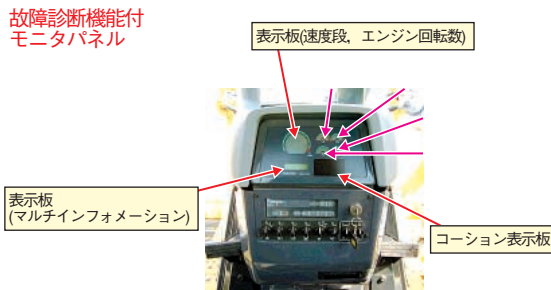 故障診断機能付
モニタパネル
表示板(速度段，エンジン回転数)
表示板
(マルチインフォメーション)
コーション表示板